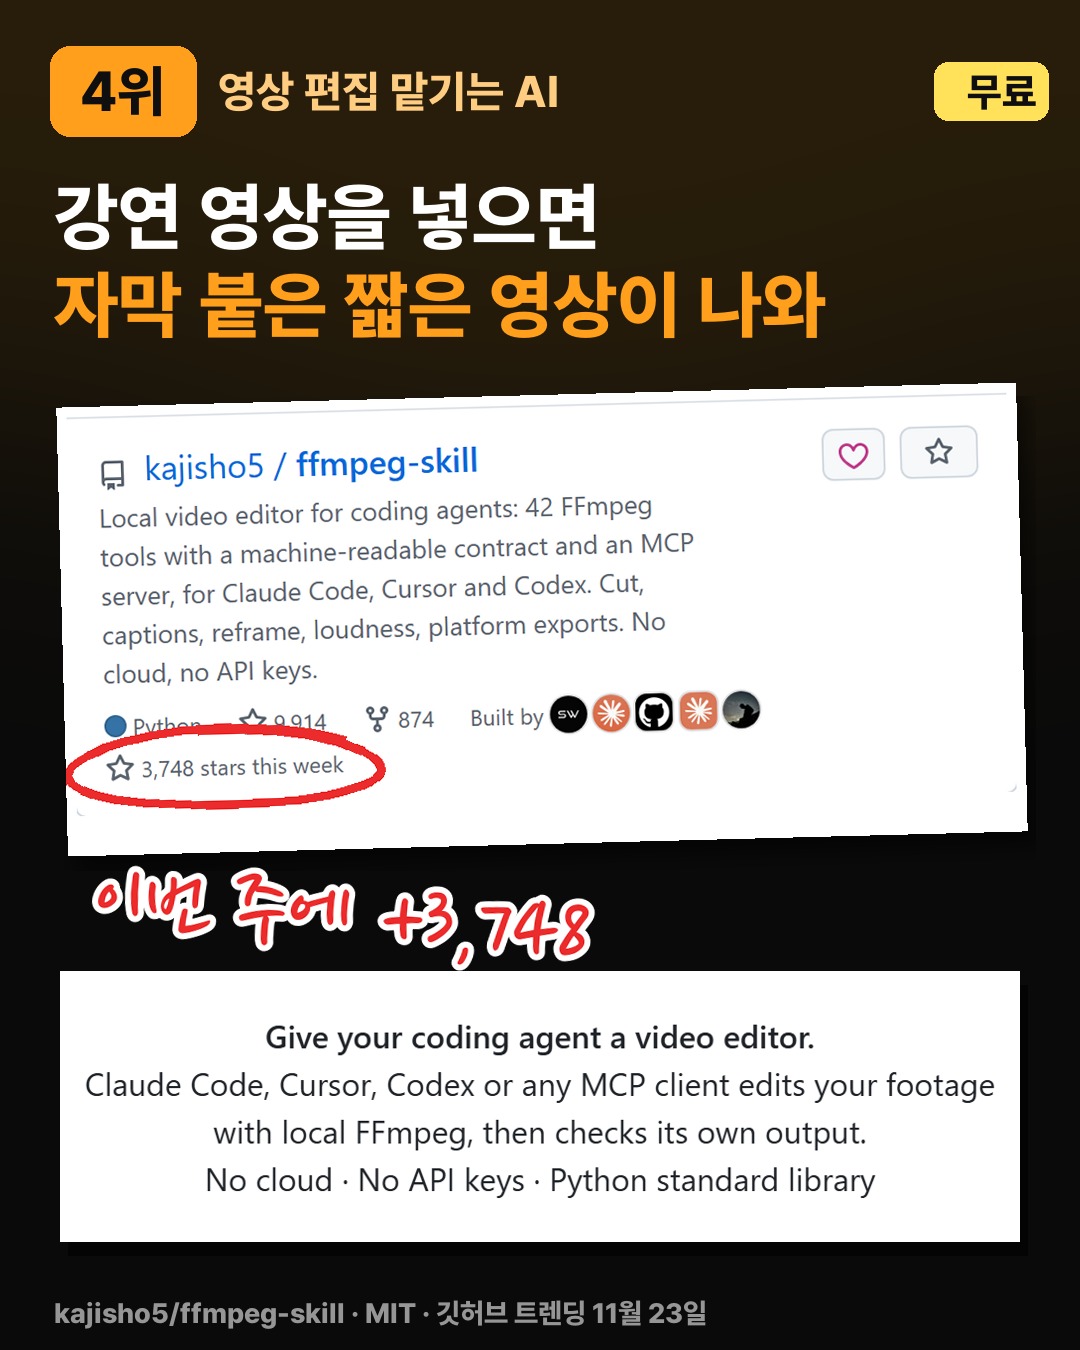 4위 영상 편집 맡기는 AI 무료
강연 영상을 넣으면
자막 붙은 짧은 영상이 나와
kajisho5 / ffmpeg-skill
Local video editor for coding agents: 42 FFmpeg
tools with a machine-readable contract and an MCP
server, for Claude Code, Cursor and Codex. Cut,
captions, reframe, loudness, platform exports. No
cloud, no API keys.
Python 9,914 874 Built by SW
3,748 stars this week
이번 주에 +3,748
Give your coding agent a video editor.
Claude Code, Cursor, Codex or any MCP client edits your footage
with local FFmpeg, then checks its own output.
No cloud · No API keys · Python standard library
kajisho5/ffmpeg-skill · MIT · 깃허브 트렌딩 11월 23일